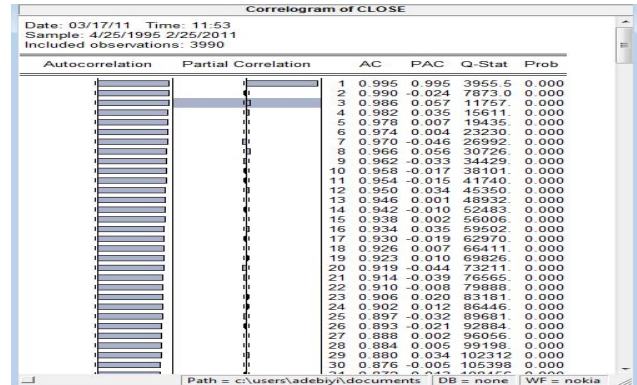 Correlogram of CLOSE
Date: 03/17/11 Time: 11:53
Sample: 4/25/1995 2/25/2011
Included observations: 3990
Autocorrelation Partial Correlation AC PAC Q-Stat Prob
1 0.995 0.995 3955.5 0.000
2 0.990 -0.024 7873.0 0.000
3 0.986 0.057 11757. 0.000
4 0.982 0.035 15611. 0.000
5 0.978 0.007 19435. 0.000
6 0.974 0.004 23230. 0.000
7 0.970 -0.046 26992. 0.000
8 0.966 0.056 30726. 0.000
9 0.962 -0.033 34429. 0.000
10 0.958 -0.017 38101. 0.000
11 0.954 -0.015 41740. 0.000
12 0.950 0.034 45350. 0.000
13 0.946 0.001 48932. 0.000
14 0.942 -0.010 52483. 0.000
15 0.938 0.002 56006. 0.000
16 0.934 0.035 59502. 0.000
17 0.930 -0.019 62970. 0.000
18 0.926 0.007 66411. 0.000
19 0.923 0.010 69826. 0.000
20 0.919 -0.044 73211. 0.000
21 0.914 -0.039 76565. 0.000
22 0.910 -0.008 79888. 0.000
23 0.906 0.020 83181. 0.000
24 0.902 0.012 86446. 0.000
25 0.897 -0.032 89681. 0.000
26 0.893 -0.021 92884. 0.000
27 0.888 0.002 96056. 0.000
28 0.884 0.005 99198. 0.000
29 0.880 0.034 102312 0.000
30 0.876 -0.005 105398 0.000
Path = c:\users\adebiyi\documents DB = none WF = nokia